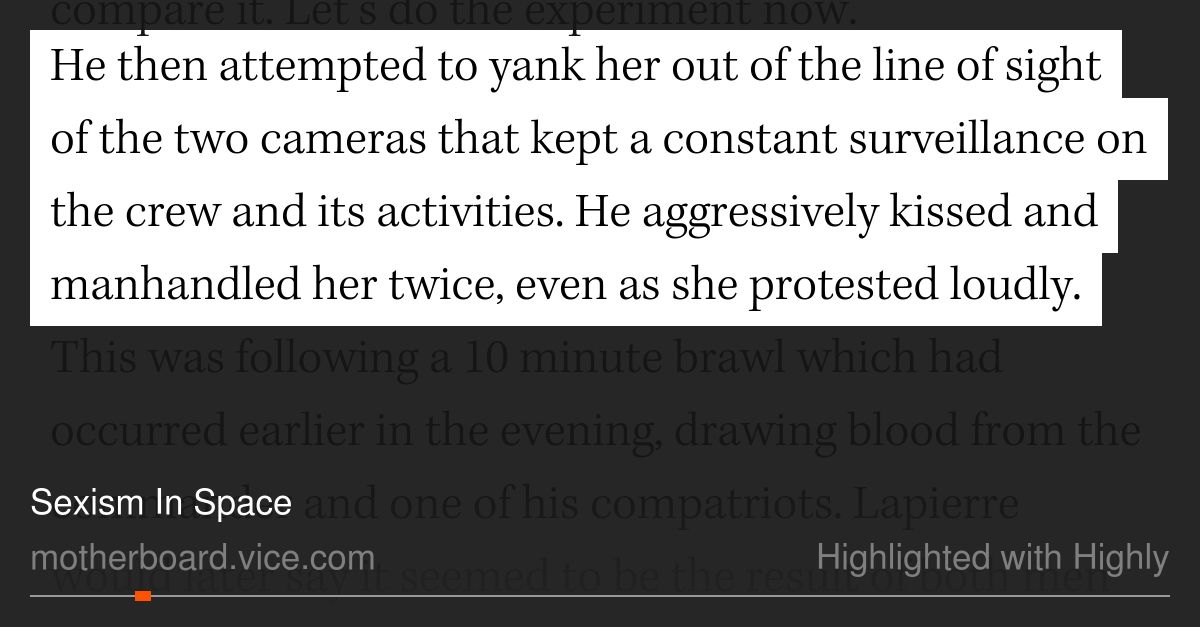 compare it. Let's do the experiment now.
He then attempted to yank her out of the line of sight
of the two cameras that kept a constant surveillance on
the crew and its activities. He aggressively kissed and
manhandled her twice, even as she protested loudly.
This was following a 10 minute brawl which had
occurred earlier in the evening, drawing blood from the
and one of his compatriots. Lapierre
Sexism In Space
would later say it seemed to be the result of both men
motherboard.vice.com
Highlighted with Highly